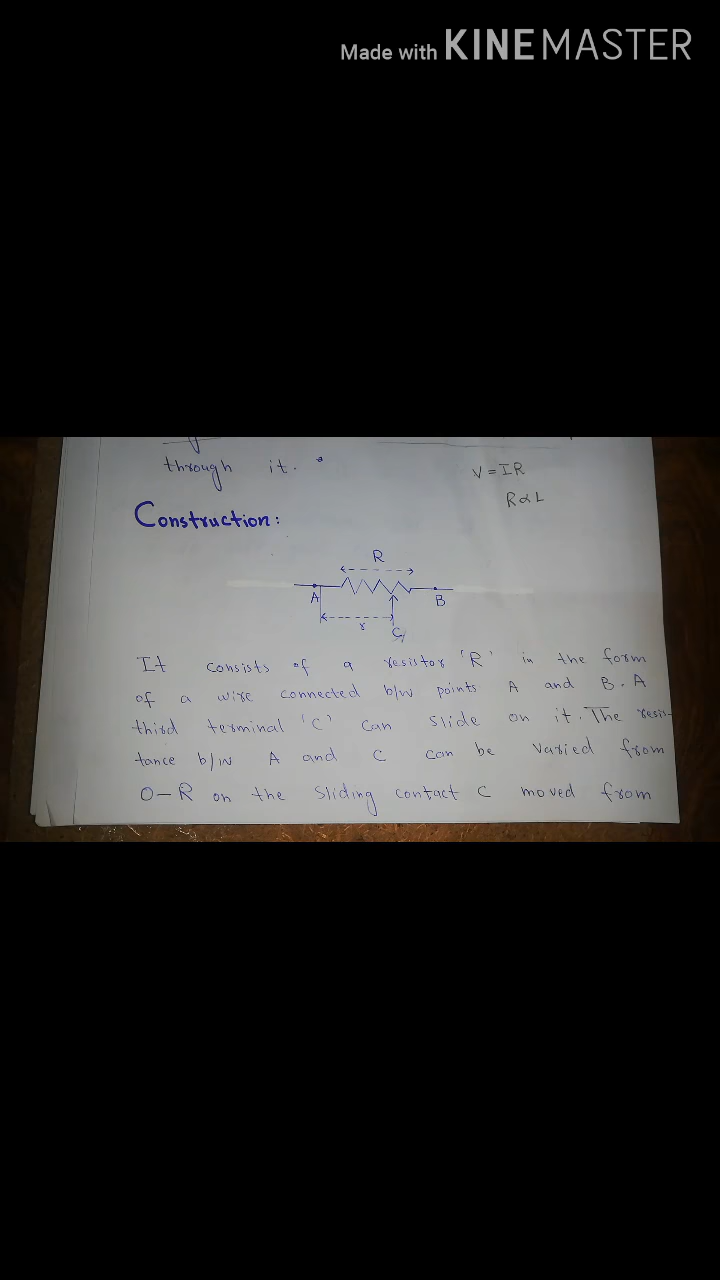 Made with KINEMASTER
through it.
V = IR
R ∝ L
Construction:
R
A
B
r
C
It consists of a resistor 'R' in the form
of a wire connected b/w points A and B. A
third terminal 'C' can slide on it. The resis-
tance b/w A and C can be varied from
O–R on the sliding contact C moved from